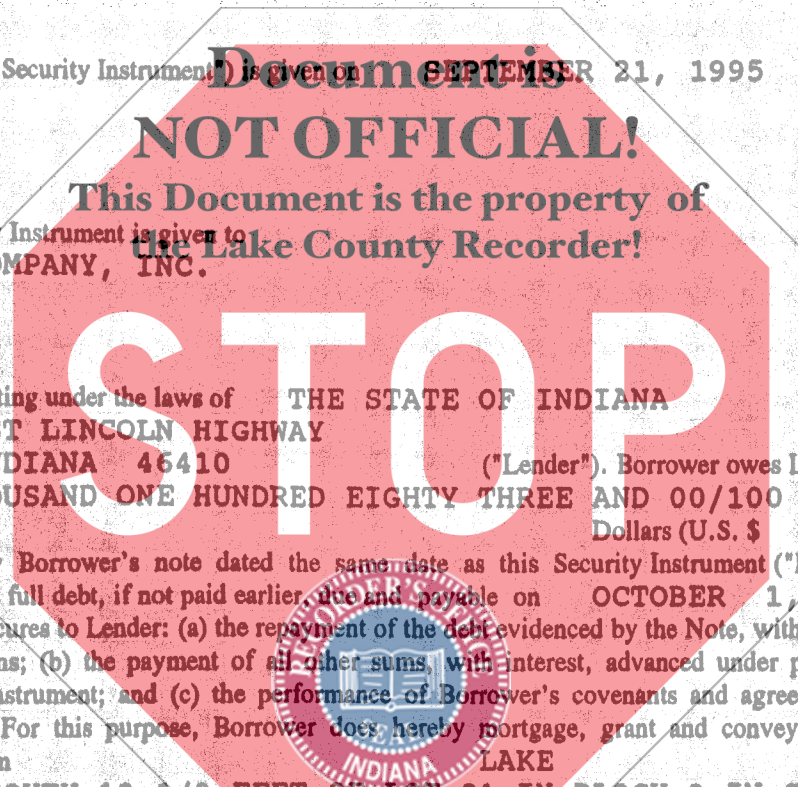 Document is
Security Instrument") is given on SEPTEMBER 21, 1995
NOT OFFICIAL!
This Document is the property of
Instrument is given to
the Lake County Recorder!
MPANY, INC.
STOP
ting under the laws of THE STATE OF INDIANA
T LINCOLN HIGHWAY
DIANA 46410 ("Lender"). Borrower owes L
USAND ONE HUNDRED EIGHTY THREE AND 00/100
Dollars (U.S. $
Borrower's note dated the same date as this Security Instrument ("
full debt, if not paid earlier, due and payable on OCTOBER 1,
cures to Lender: (a) the repayment of the debt evidenced by the Note, with
ns; (b) the payment of all other sums, with interest, advanced under p
nstrument; and (c) the performance of Borrower's covenants and agree
For this purpose, Borrower does hereby mortgage, grant and convey
n LAKE
RECORDER'S
SEAL
INDIANA